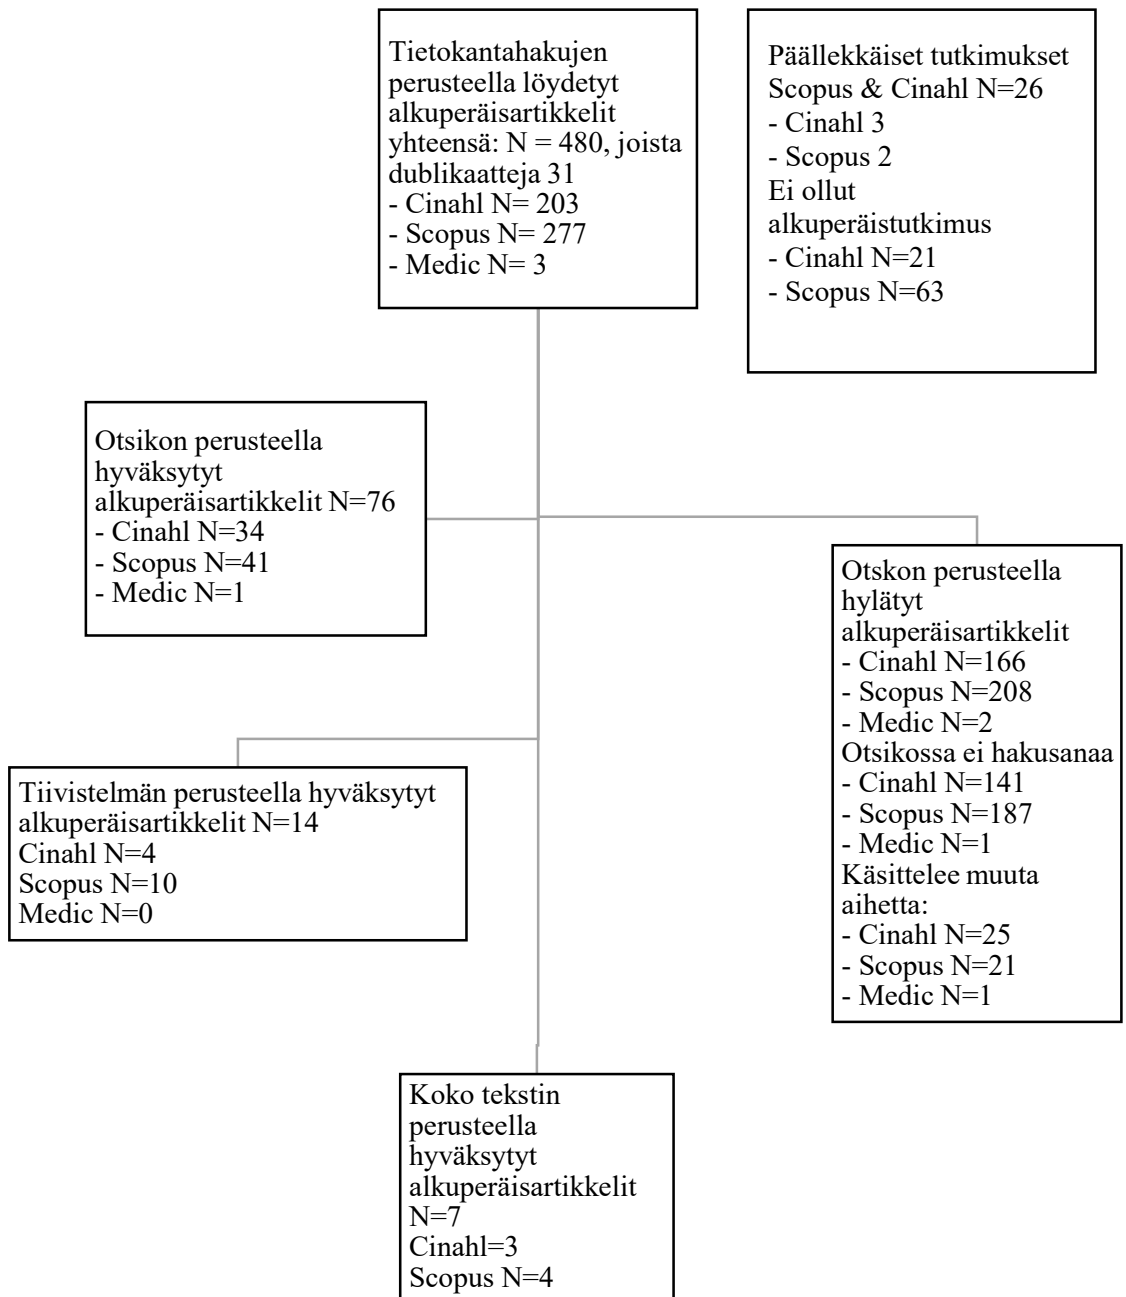 Tietokantahakujen
perusteella löydetyt
alkuperäisartikkelit
yhteensä: N = 480, joista
dublikaatteja 31
- Cinahl N= 203
- Scopus N= 277
- Medic N= 3
Päällekkäiset tutkimukset
Scopus & Cinahl N=26
- Cinahl 3
- Scopus 2
Ei ollut
alkuperäistutkimus
- Cinahl N=21
- Scopus N=63
Otsikon perusteella
hyväksytyt
alkuperäisartikkelit N=76
- Cinahl N=34
- Scopus N=41
- Medic N=1
Otskon perusteella
hylätyt
alkuperäisartikkelit
- Cinahl N=166
- Scopus N=208
- Medic N=2
Otsikossa ei hakusanaa
- Cinahl N=141
- Scopus N=187
- Medic N=1
Käsittelee muuta
aihetta:
- Cinahl N=25
- Scopus N=21
- Medic N=1
Tiivistelmän perusteella hyväksytyt
alkuperäisartikkelit N=14
Cinahl N=4
Scopus N=10
Medic N=0
Koko tekstin
perusteella
hyväksytyt
alkuperäisartikkelit
N=7
Cinahl=3
Scopus N=4